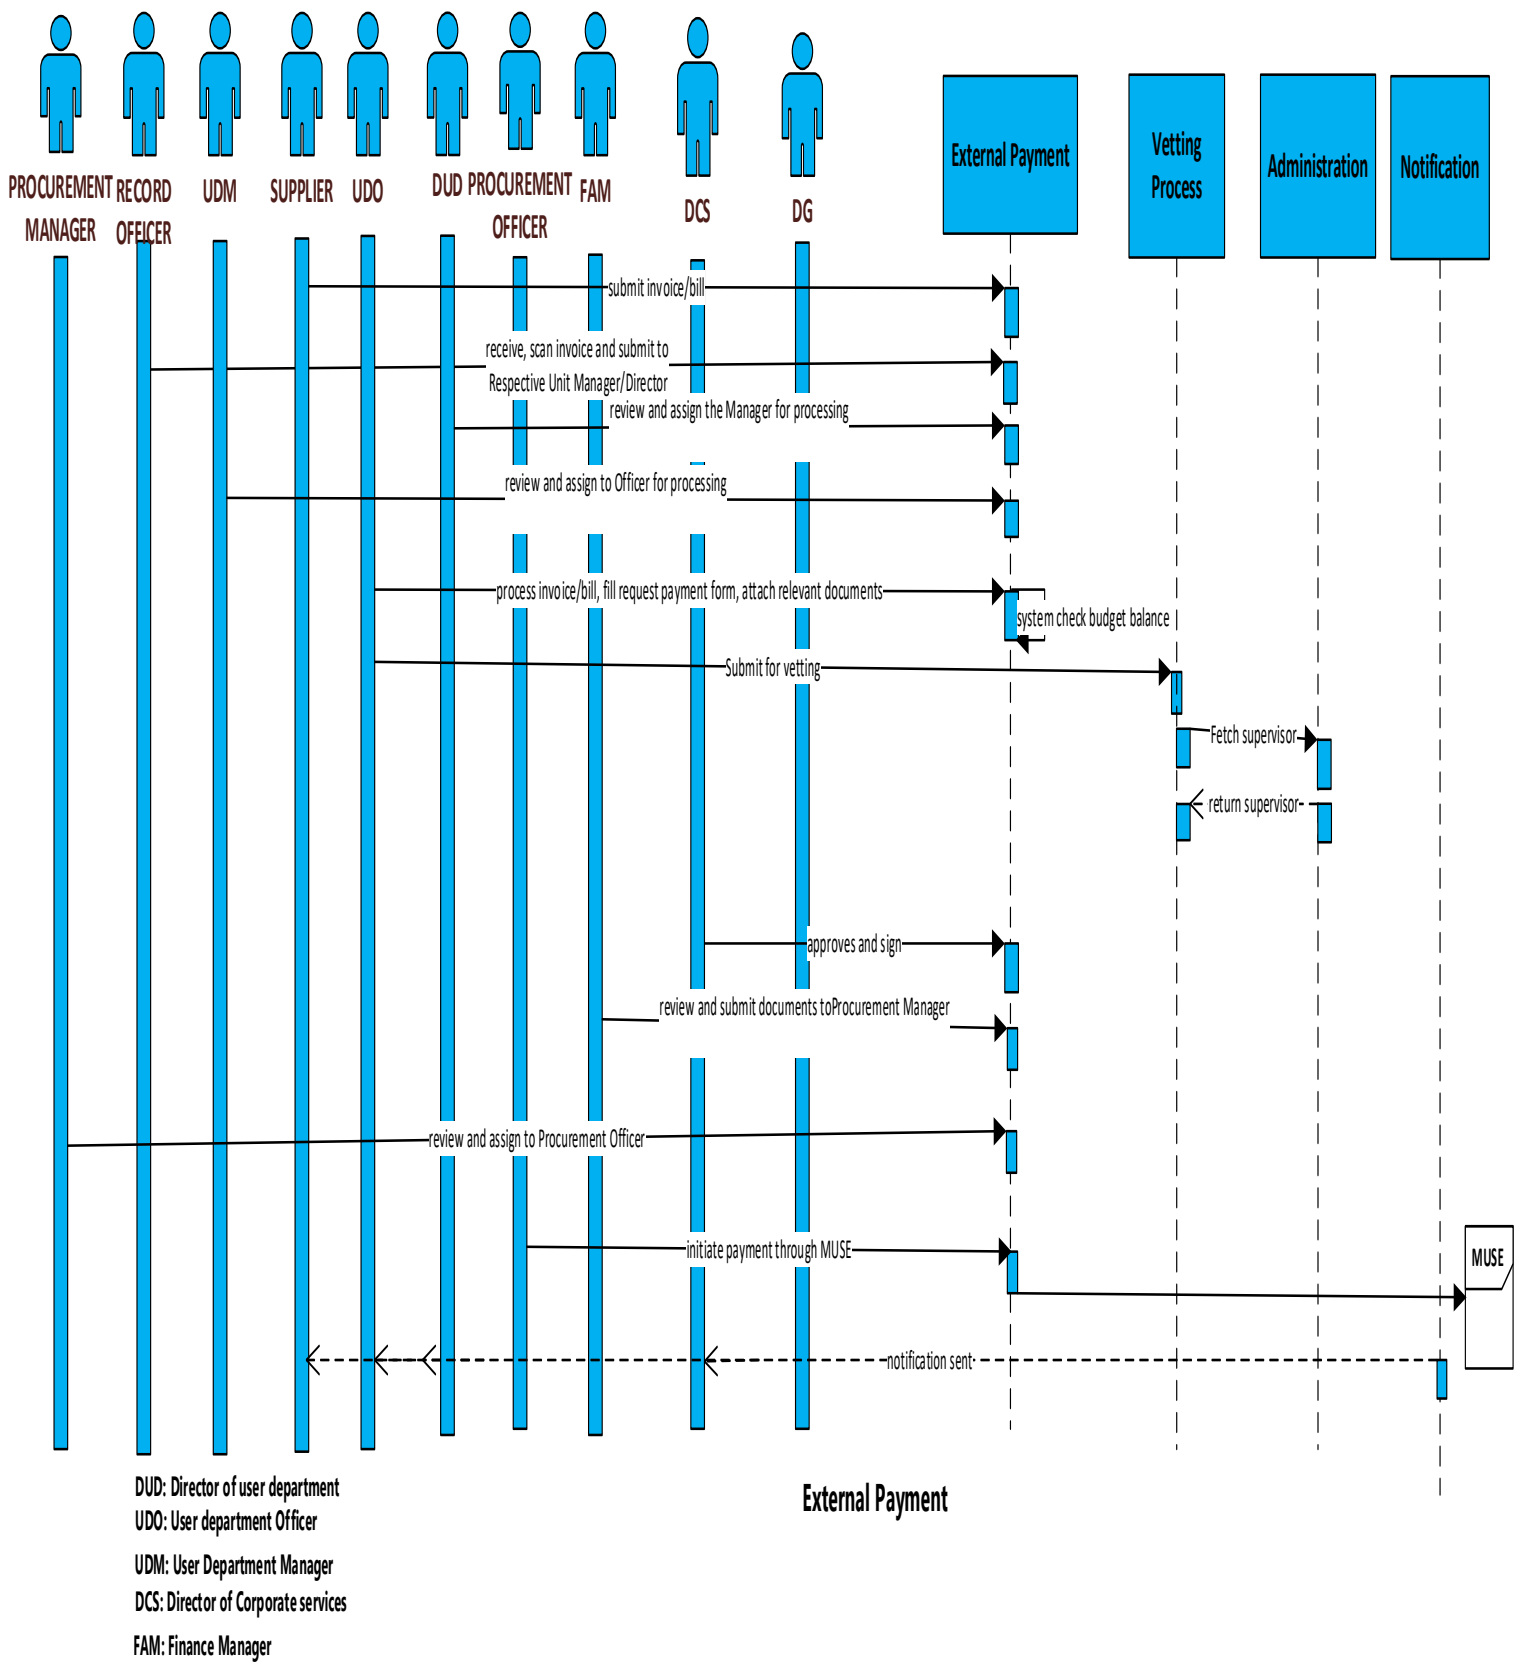 PROCUREMENT
MANAGER
RECORD
OFFICER
UDM
SUPPLIER
UDO
DUD
PROCUREMENT
OFFICER
FAM
DCS
DG
External Payment
Vetting
Process
Administration
Notification
submit invoice/bill
receive, scan invoice and submit to
Respective Unit Manager/Director
review and assign the Manager for processing
review and assign to Officer for processing
process invoice/bill, fill request payment form, attach relevant documents
system check budget balance
Submit for vetting
Fetch supervisor
return supervisor
approves and sign
review and submit documents toProcurement Manager
review and assign to Procurement Officer
initiate payment through MUSE
MUSE
notification sent
DUD: Director of user department
UDO: User department Officer
UDM: User Department Manager
DCS: Director of Corporate services
FAM: Finance Manager
External Payment